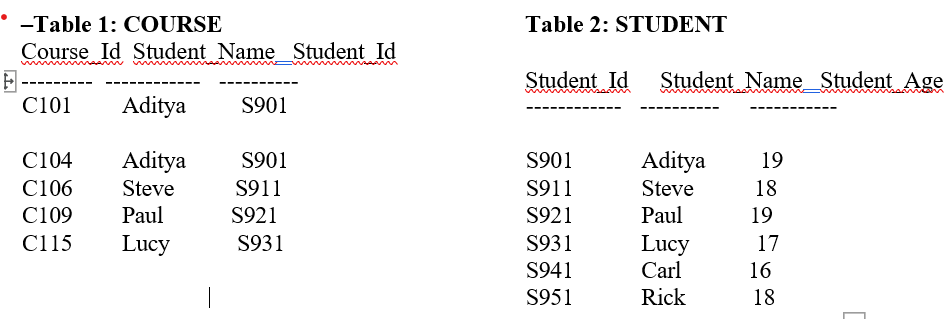 –Table 1: COURSE
Course_Id Student_Name Student_Id
---------- ------------- -----------
C101 Aditya S901
C104 Aditya S901
C106 Steve S911
C109 Paul S921
C115 Lucy S931
Table 2: STUDENT
Student_Id Student_Name Student_Age
------------- ----------- ------------
S901 Aditya 19
S911 Steve 18
S921 Paul 19
S931 Lucy 17
S941 Carl 16
S951 Rick 18